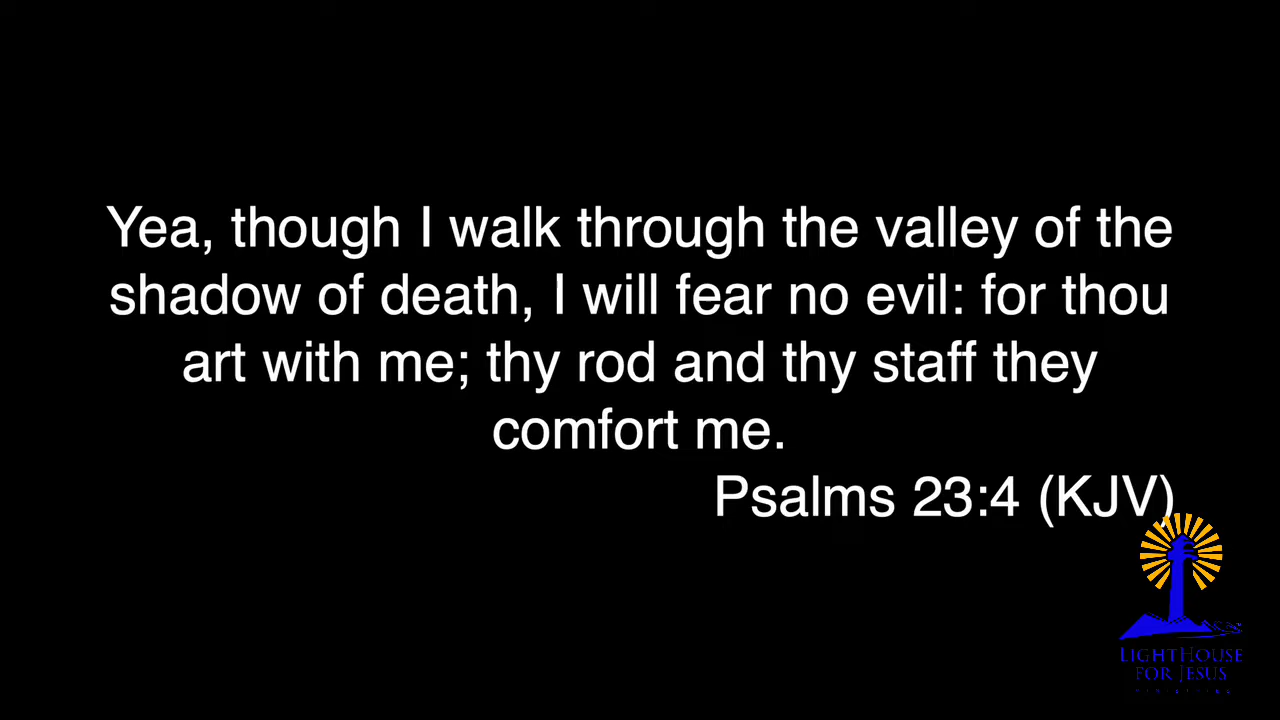 Yea, though I walk through the valley of the
shadow of death, I will fear no evil: for thou
art with me; thy rod and thy staff they
comfort me.
Psalms 23:4 (KJV)
LIGHTHOUSE
FOR JESUS